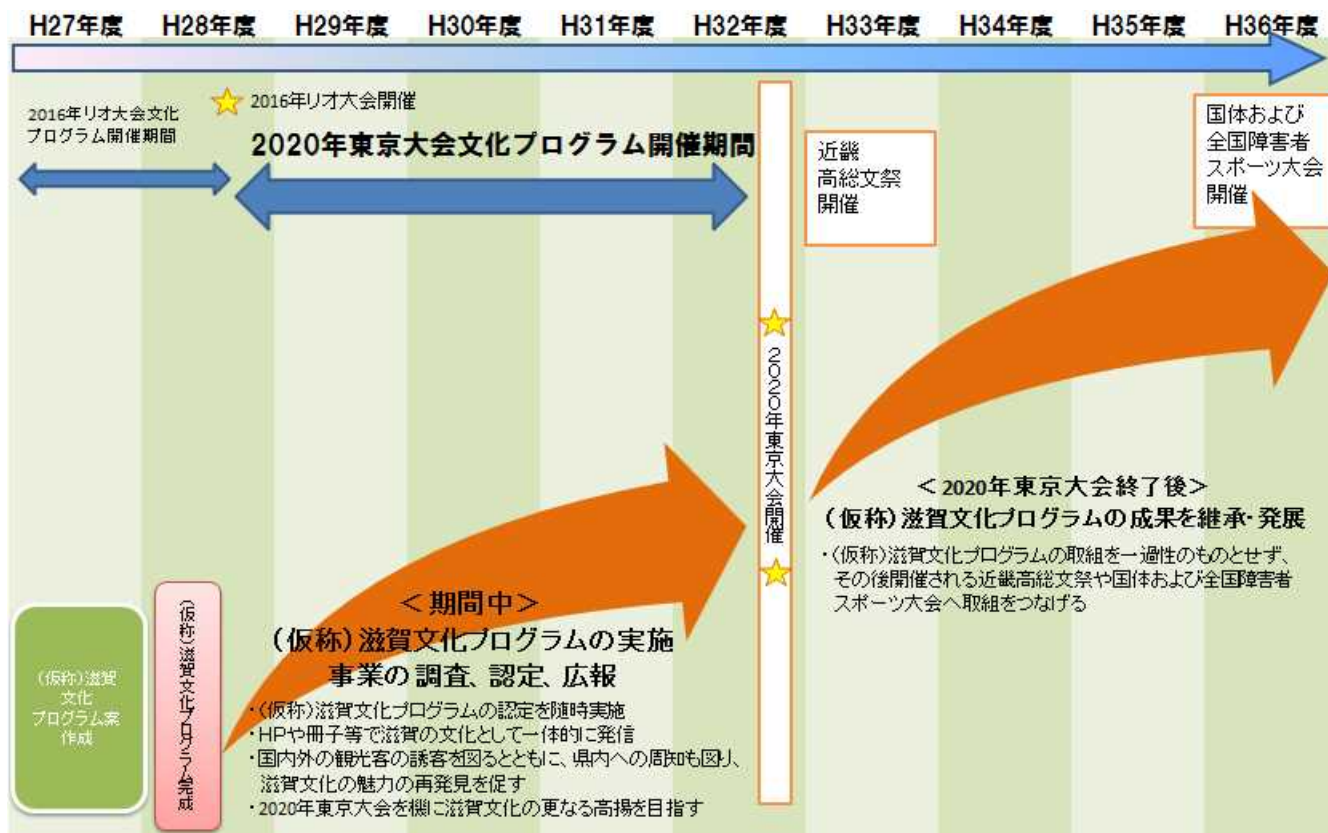 H27年度 H28年度 H29年度 H30年度 H31年度 H32年度 H33年度 H34年度 H35年度 H36年度
2016年リオ大会文化
プログラム開催期間
2016年リオ大会開催
2020年東京大会文化プログラム開催期間
近畿
高総文祭
開催
国体および
全国障害者
スポーツ大会
開催
2020年東京大会開催
＜2020年東京大会終了後＞
(仮称)滋賀文化プログラムの成果を継承・発展
・(仮称)滋賀文化プログラムの取組を一過性のものとせず、
その後開催される近畿高総文祭や国体および全国障害者
スポーツ大会へ取組をつなげる
(仮称)滋賀
文化
プログラム案
作成
(仮称)滋賀文化プログラム完成
＜期間中＞
(仮称)滋賀文化プログラムの実施
事業の調査、認定、広報
・(仮称)滋賀文化プログラムの認定を随時実施
・HPや冊子等で滋賀の文化として一体的に発信
・国内外の観光客の誘客を図るとともに、県内への周知も図り、
滋賀文化の魅力の再発見を促す
・2020年東京大会を機に滋賀文化の更なる高揚を目指す